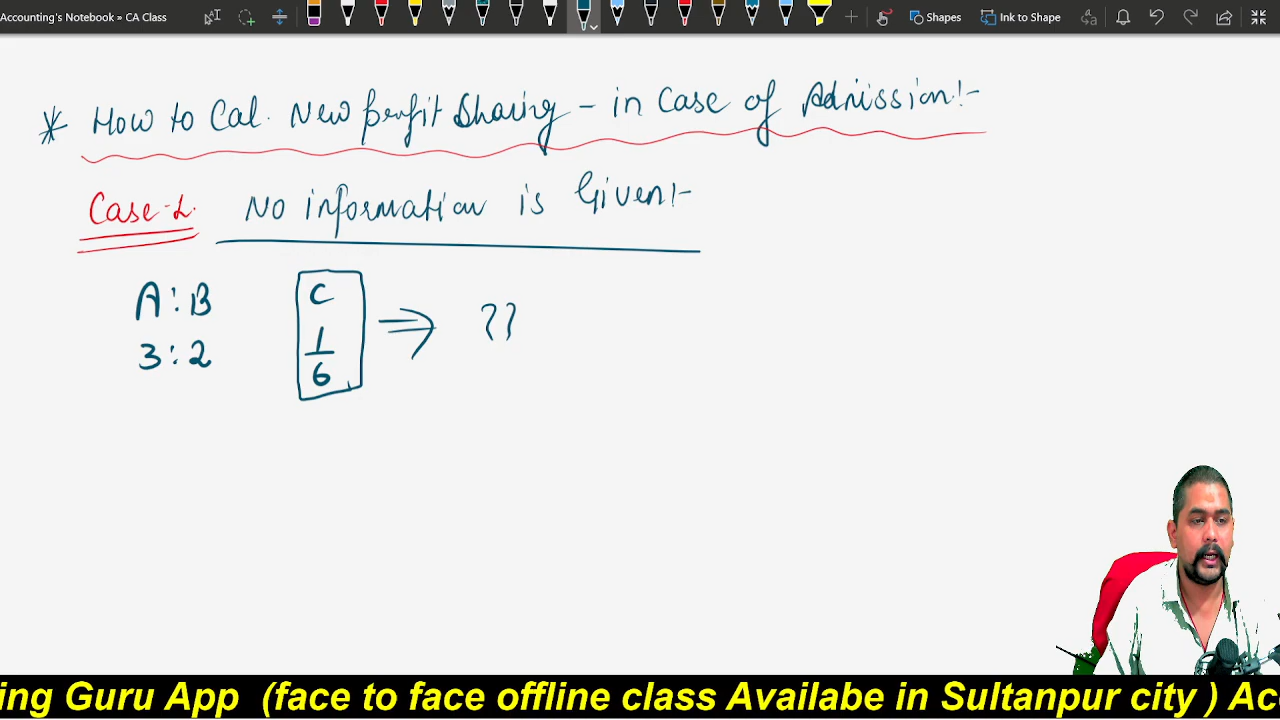 Accounting's Notebook » CA Class
Shapes
Ink to Shape
* How to Cal. New profit Sharing - in Case of Admission:-
Case-1. No information is Given:-
A : B
3 : 2
C
1
6
⇒ ??
ing Guru App (face to face offline class Availabe in Sultanpur city ) Ac